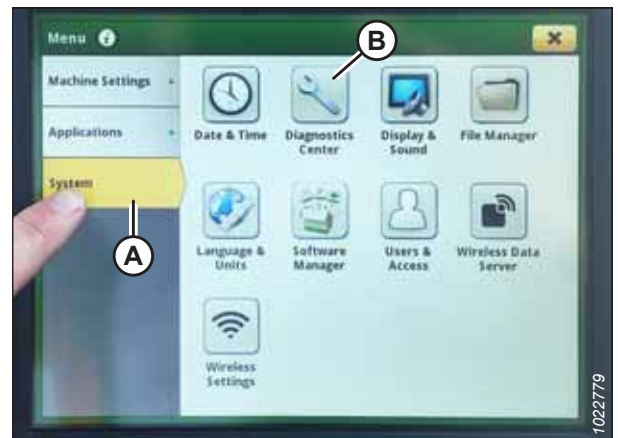 Menu
B
Machine Settings
Applications
System
A
Date & Time
Diagnostics
Center
Display &
Sound
File Manager
Language &
Units
Software
Manager
Users &
Access
Wireless Data
Server
Wireless
Settings
1022779